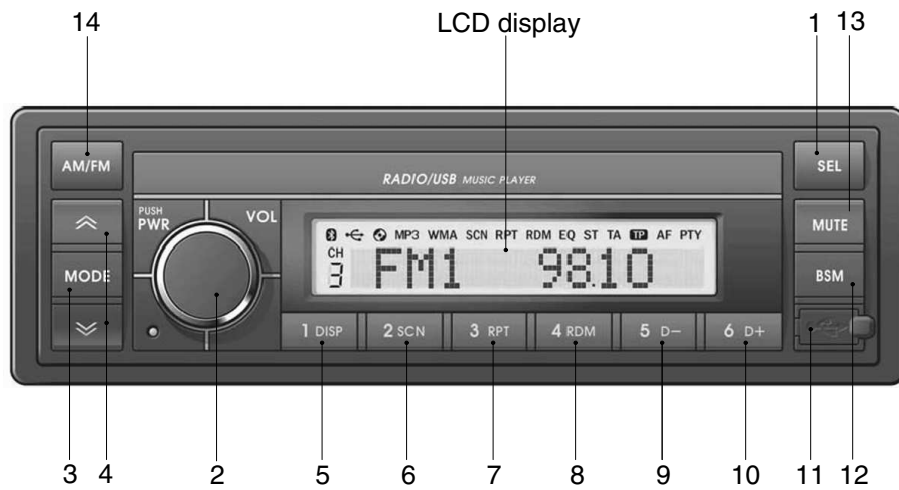 14 LCD display 1 13
AM/FM
RADIO/USB MUSIC PLAYER
SEL
PUSH
PWR
VOL
MP3 WMA SCN RPT RDM EQ ST TA TP AF PTY
CH
3 FM1 98.10
MUTE
MODE
BSM
1 DISP 2 SCN 3 RPT 4 RDM 5 D− 6 D+
3 4 2 5 6 7 8 9 10 11 12